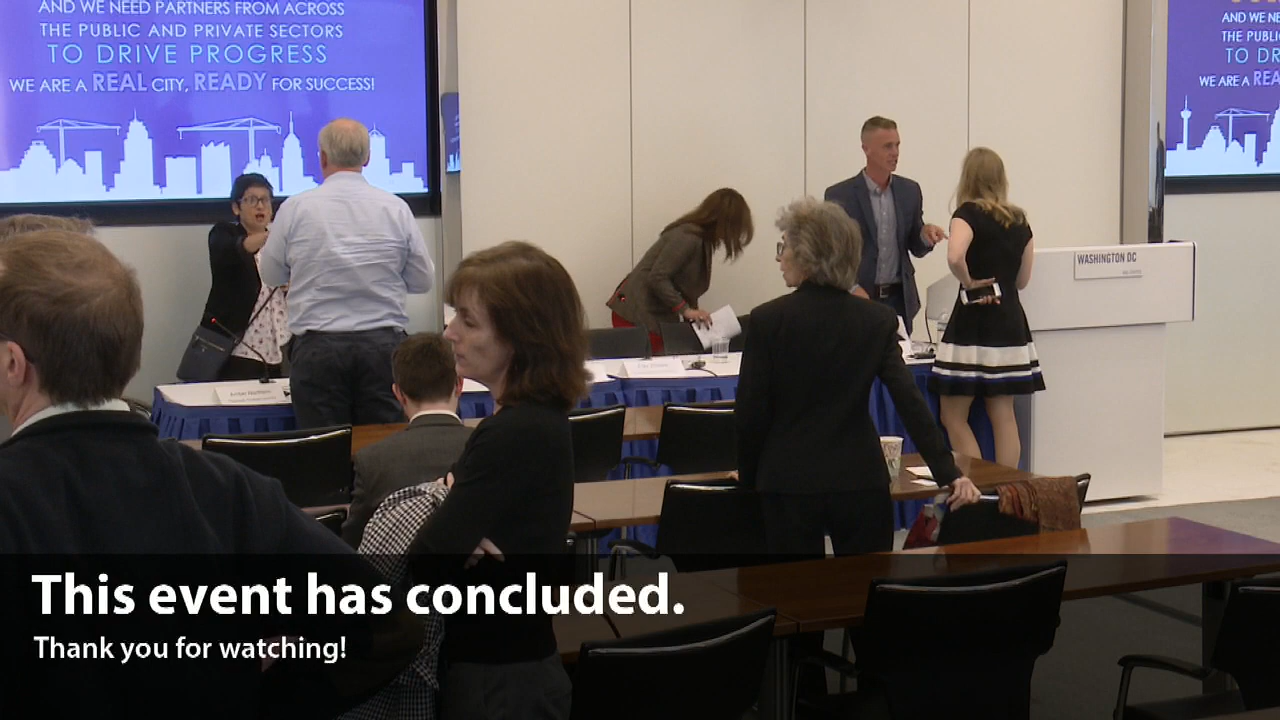 AND WE NEED PARTNERS FROM ACROSS
THE PUBLIC AND PRIVATE SECTORS
TO DRIVE PROGRESS
WE ARE A REAL CITY, READY FOR SUCCESS!
AND WE NE
THE PUBLI
TO DR
WE ARE A REA
WASHINGTON DC
This event has concluded.
Thank you for watching!